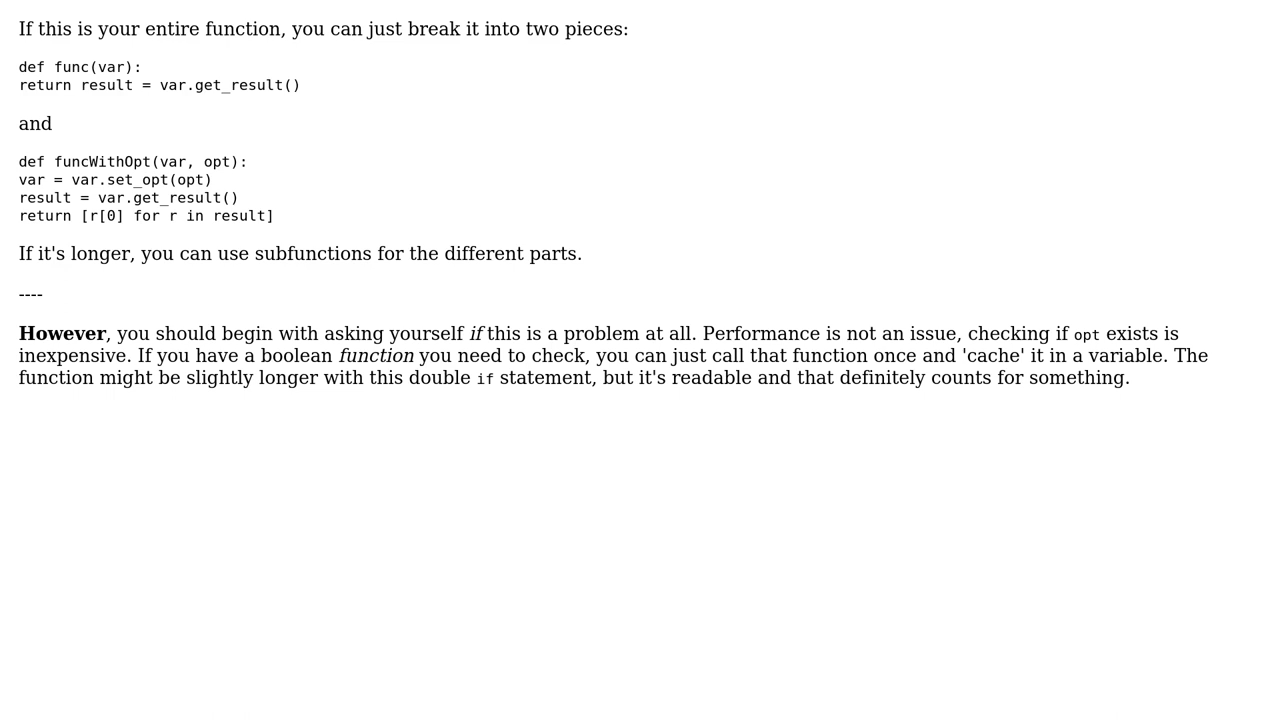 If this is your entire function, you can just break it into two pieces:
def func(var):
return result = var.get_result()
and
def funcWithOpt(var, opt):
var = var.set_opt(opt)
result = var.get_result()
return [r[0] for r in result]
If it's longer, you can use subfunctions for the different parts.
----
However, you should begin with asking yourself if this is a problem at all. Performance is not an issue, checking if opt exists is
inexpensive. If you have a boolean function you need to check, you can just call that function once and 'cache' it in a variable. The
function might be slightly longer with this double if statement, but it's readable and that definitely counts for something.